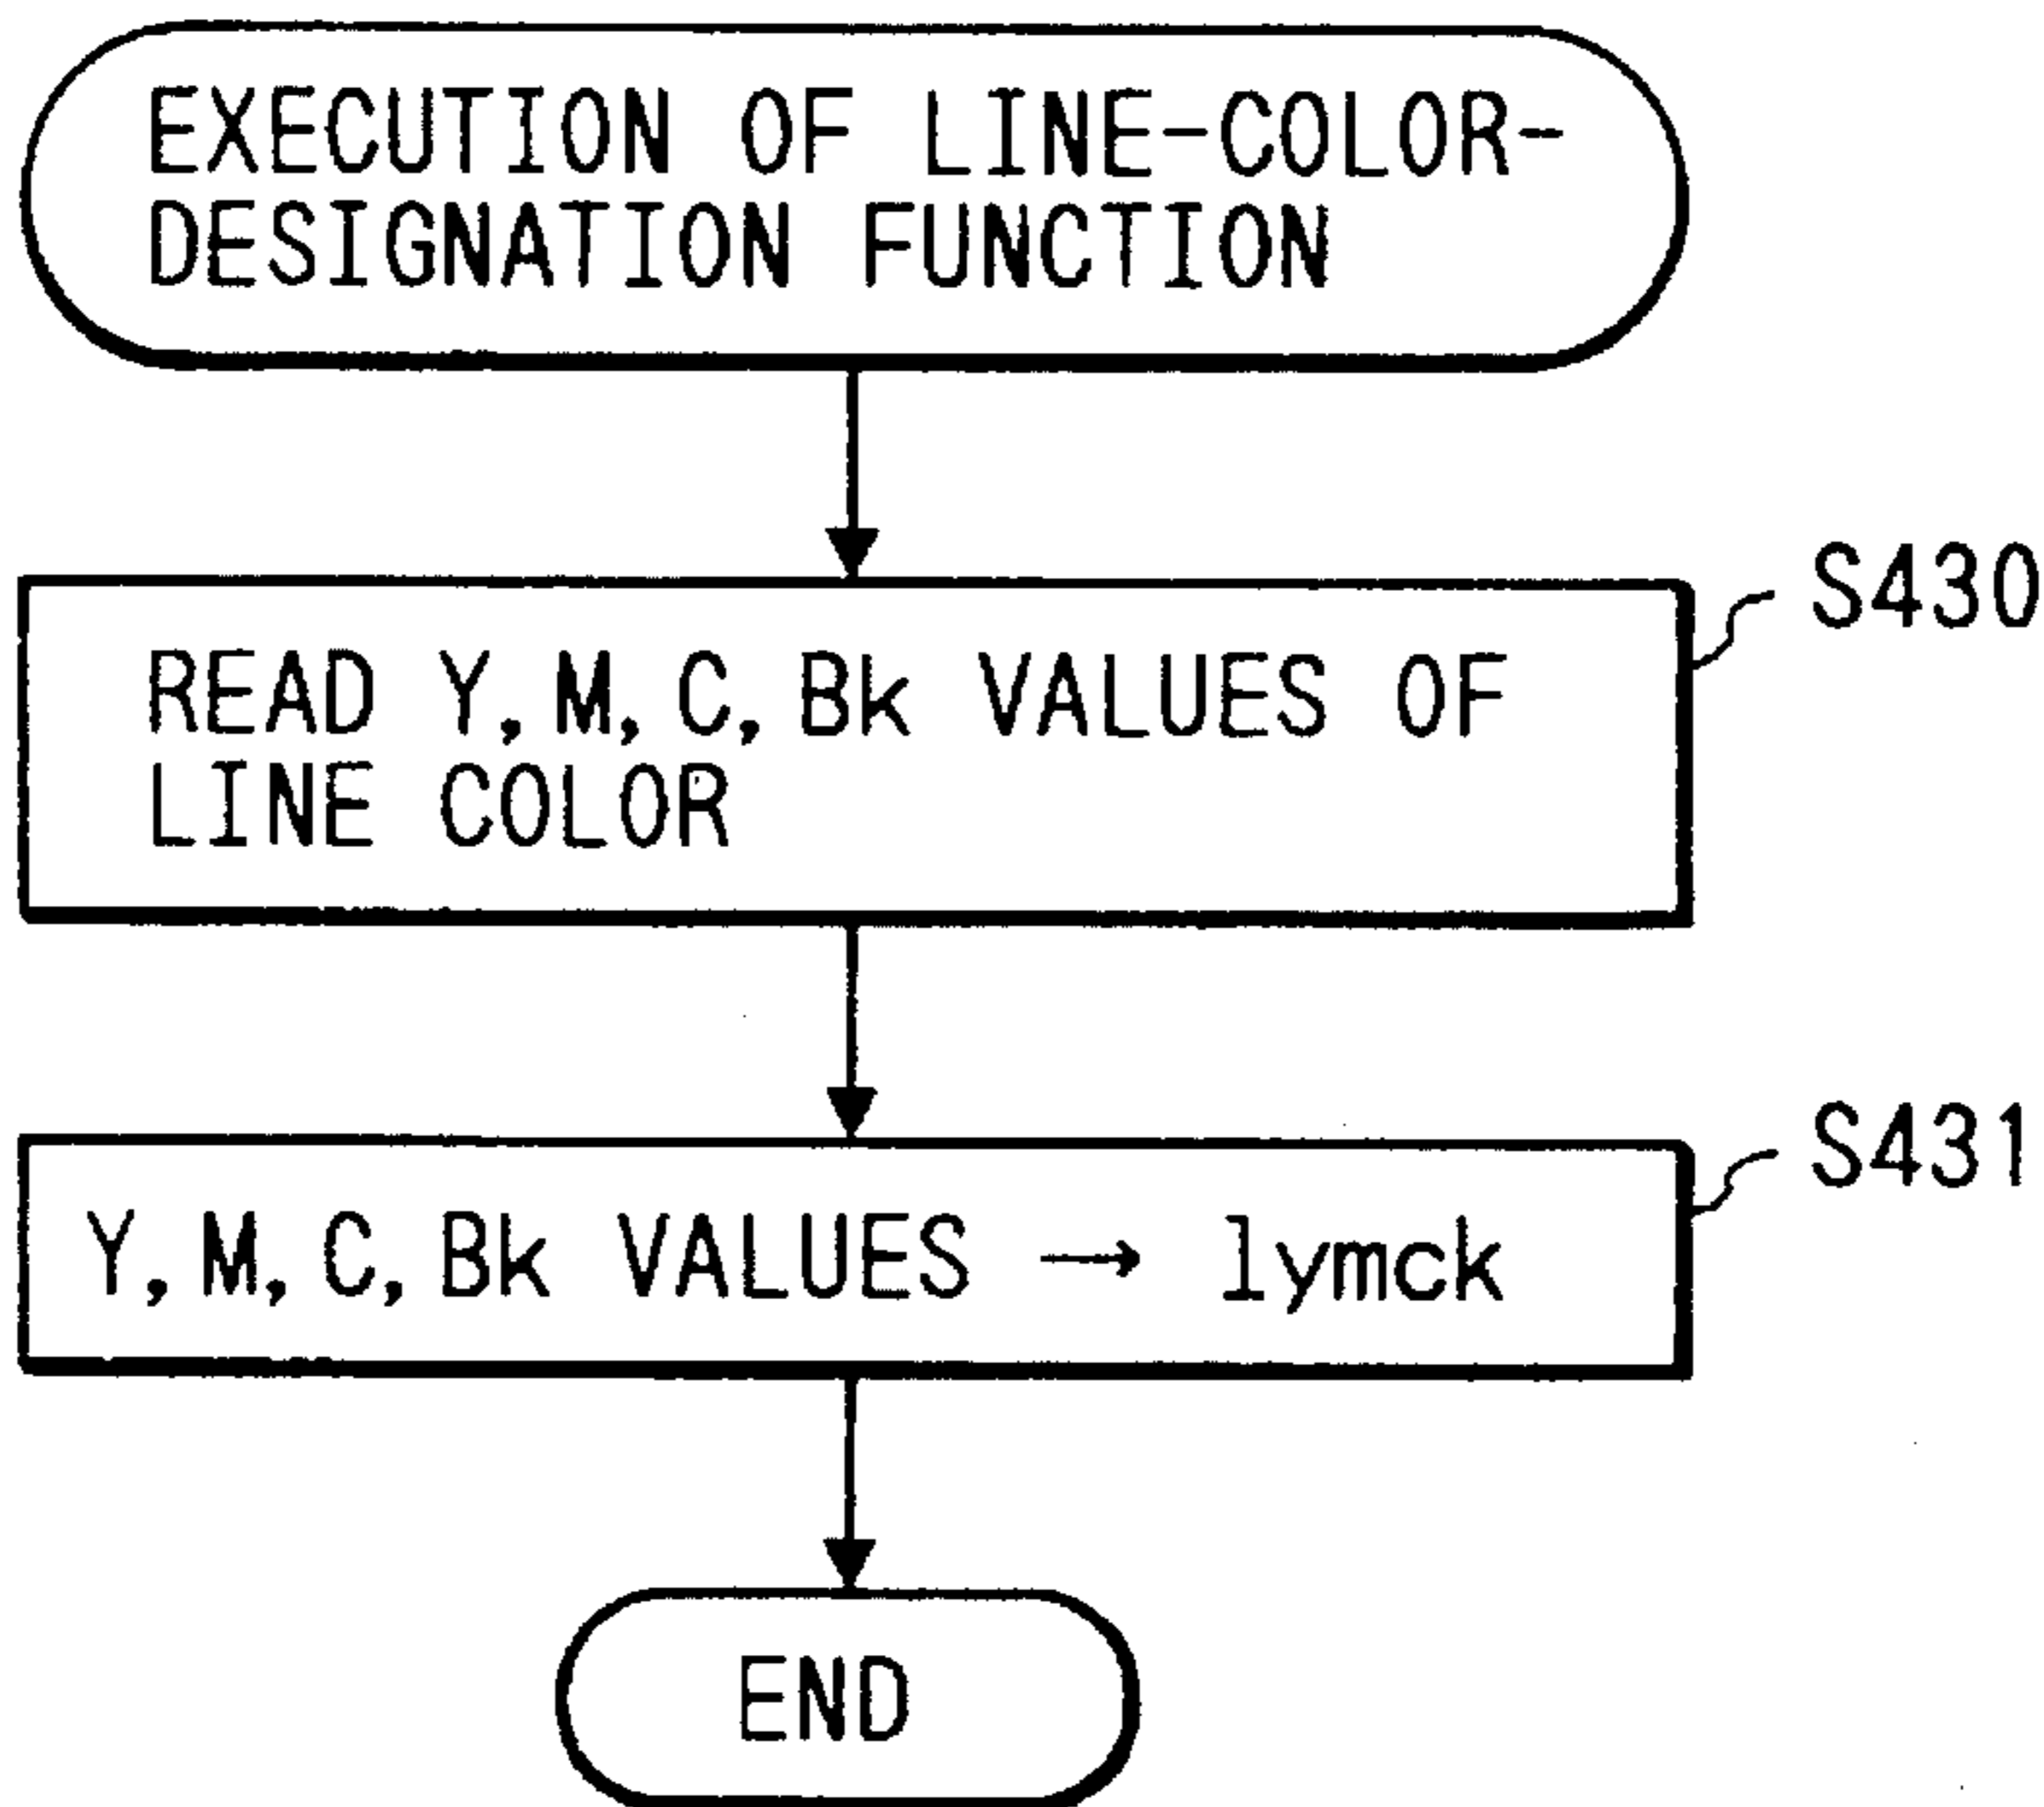 EXECUTION OF LINE-COLOR-
DESIGNATION FUNCTION
S430
READ Y, M, C, Bk VALUES OF
LINE COLOR
S431
Y, M, C, Bk VALUES → lymck
END